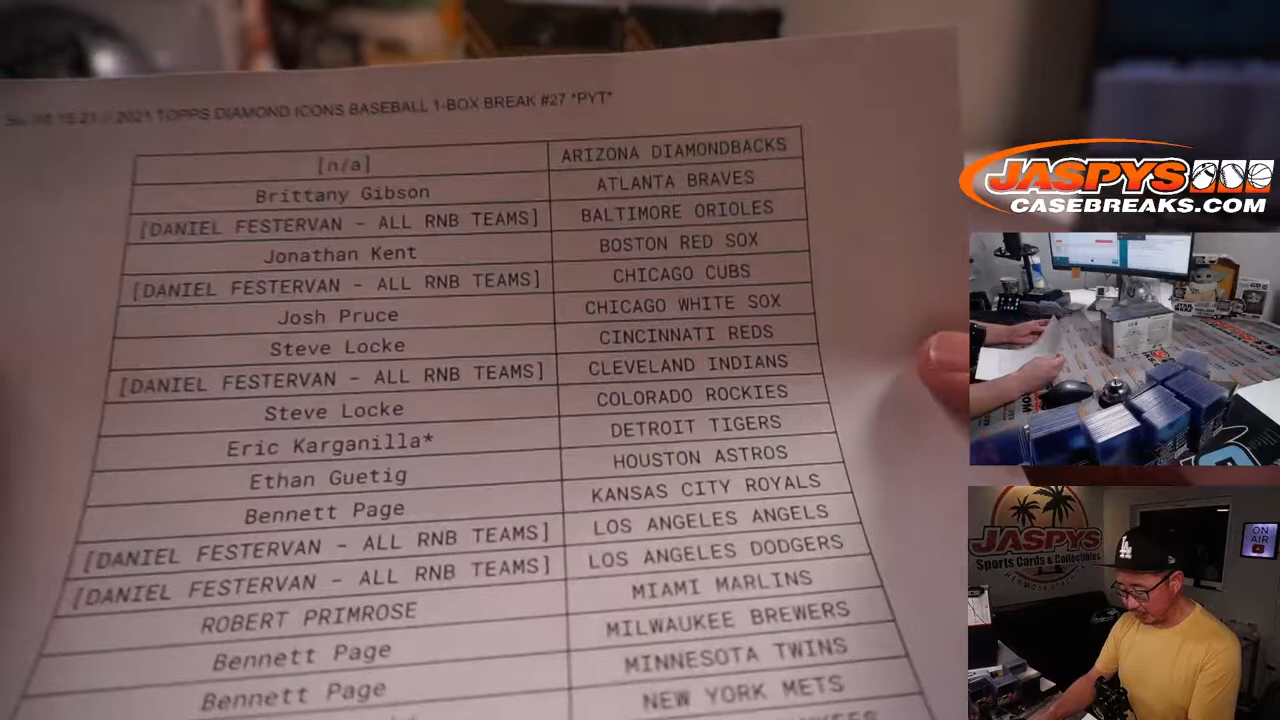 2021 TOPPS DIAMOND ICONS BASEBALL 1-BOX BREAK #27 *PYT*
[n/a] ARIZONA DIAMONDBACKS
Brittany Gibson ATLANTA BRAVES
[DANIEL FESTERVAN - ALL RNB TEAMS] BALTIMORE ORIOLES
Jonathan Kent BOSTON RED SOX
[DANIEL FESTERVAN - ALL RNB TEAMS] CHICAGO CUBS
Josh Pruce CHICAGO WHITE SOX
Steve Locke CINCINNATI REDS
[DANIEL FESTERVAN - ALL RNB TEAMS] CLEVELAND INDIANS
Steve Locke COLORADO ROCKIES
Eric Karganilla* DETROIT TIGERS
Ethan Guetig HOUSTON ASTROS
Bennett Page KANSAS CITY ROYALS
[DANIEL FESTERVAN - ALL RNB TEAMS] LOS ANGELES ANGELS
[DANIEL FESTERVAN - ALL RNB TEAMS] LOS ANGELES DODGERS
ROBERT PRIMROSE MIAMI MARLINS
Bennett Page MILWAUKEE BREWERS
Bennett Page MINNESOTA TWINS
NEW YORK METS
JASPYS
CASEBREAKS.COM
STAR WARS
JASPYS
Sports Cards & Collectibles
HERMOSA BEACH
ON AIR
LA